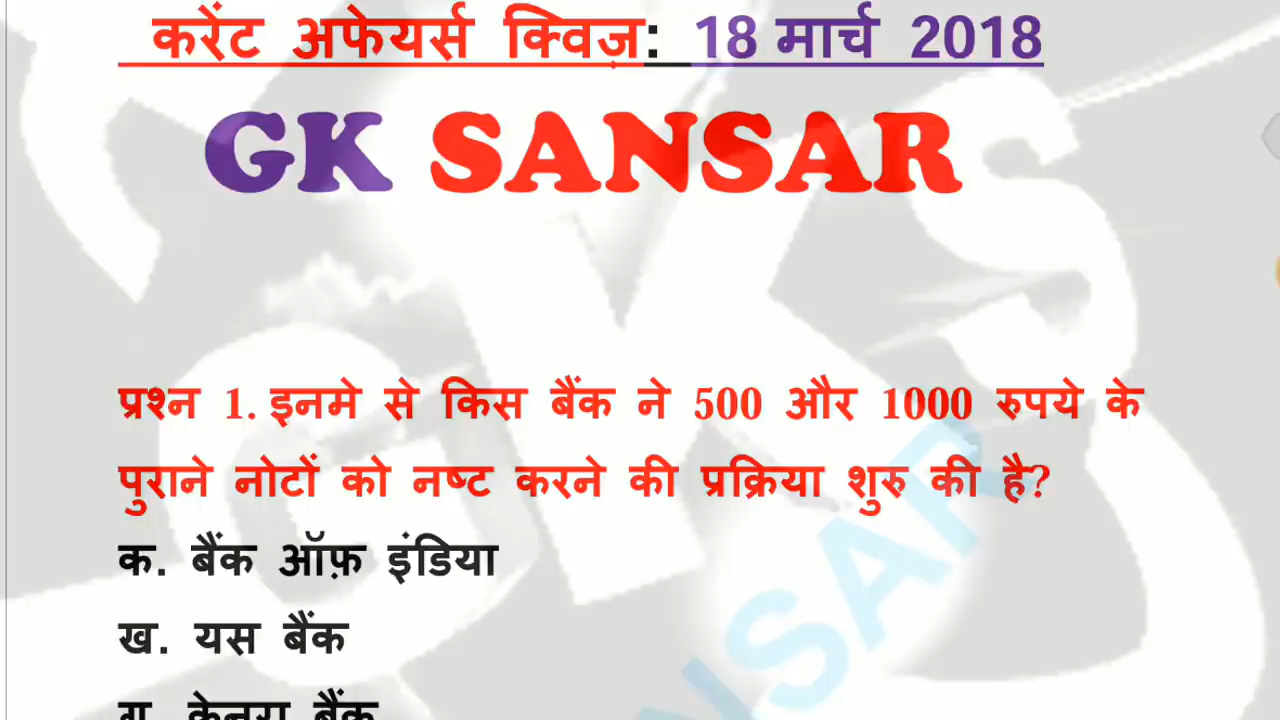 करेंट अफेयर्स क्विज़: 18 मार्च 2018
GK SANSAR
प्रश्न 1. इनमे से किस बैंक ने 500 और 1000 रुपये के
पुराने नोटों को नष्ट करने की प्रक्रिया शुरु की है?
क. बैंक ऑफ़ इंडिया
ख. यस बैंक
ग. केनरा बैंक